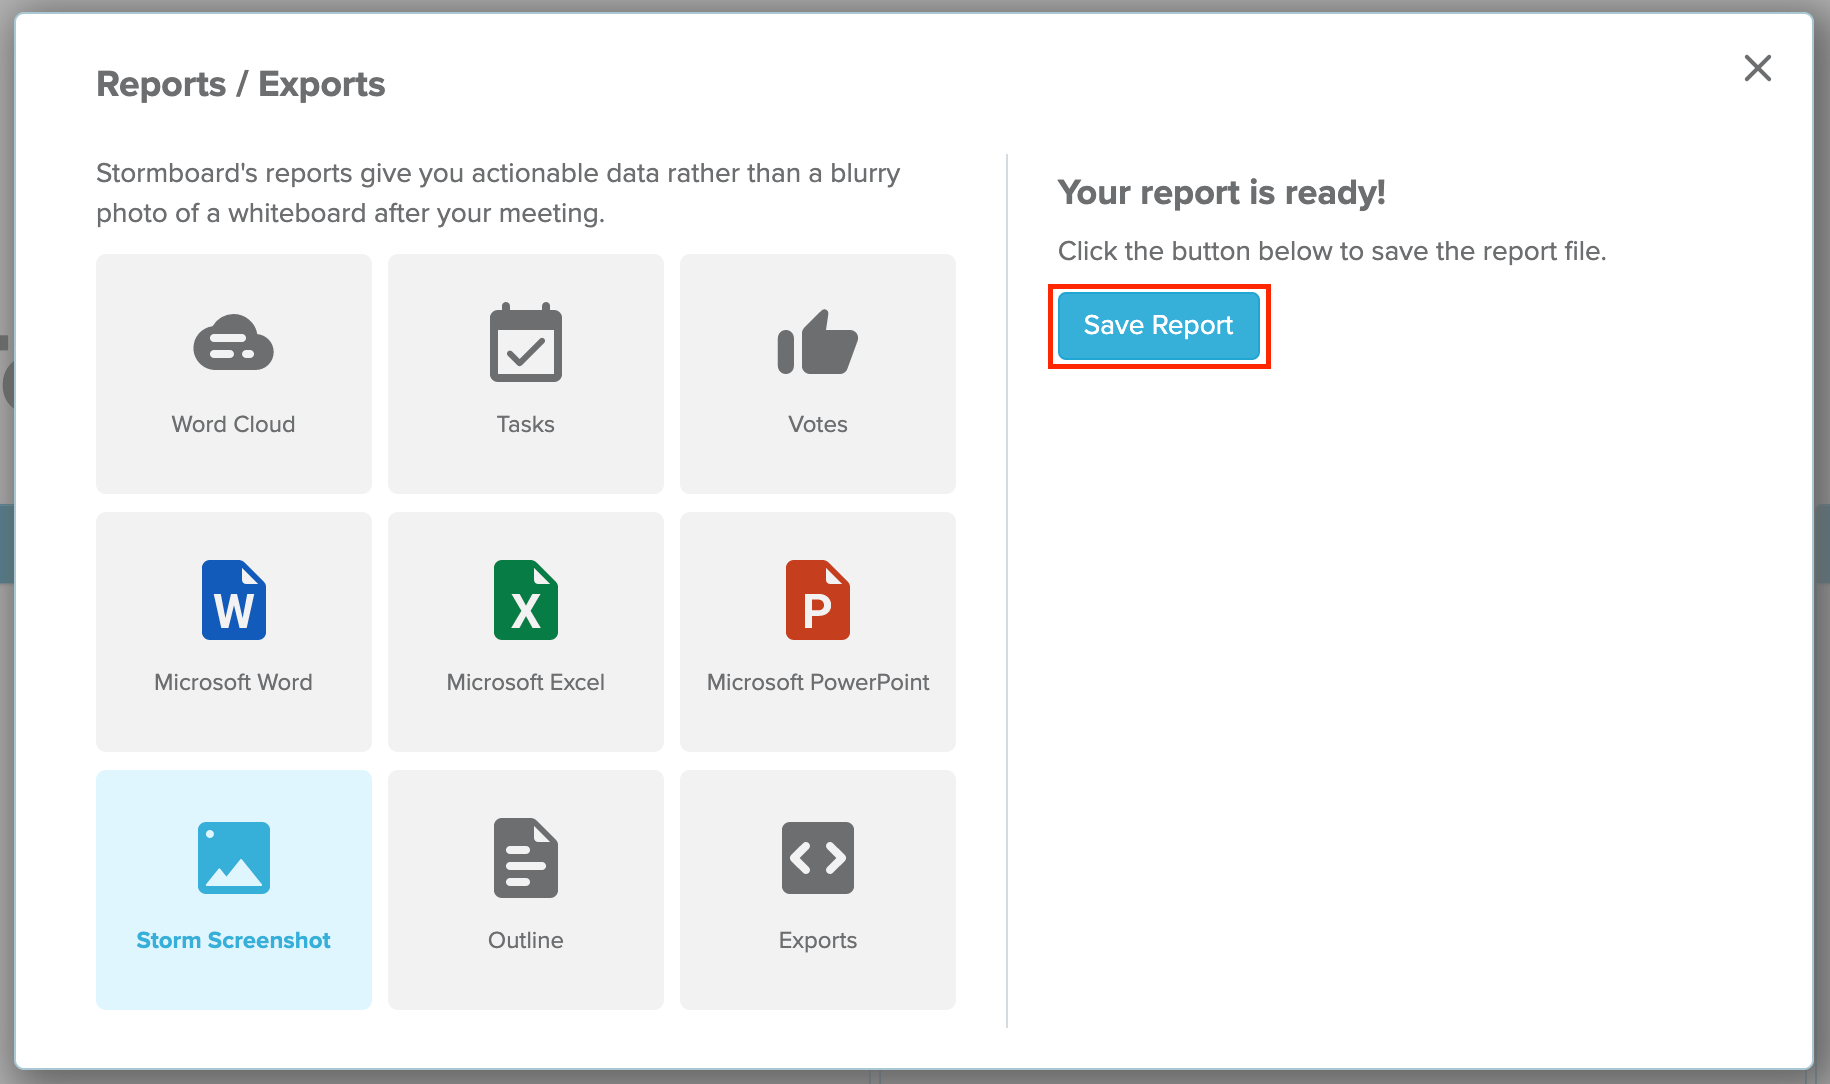 Reports / Exports
Stormboard's reports give you actionable data rather than a blurry
photo of a whiteboard after your meeting.
Word Cloud
Tasks
Votes
W
X
P
Microsoft Word
Microsoft Excel
Microsoft PowerPoint
Storm Screenshot
Outline
Exports
Your report is ready!
Click the button below to save the report file.
Save Report